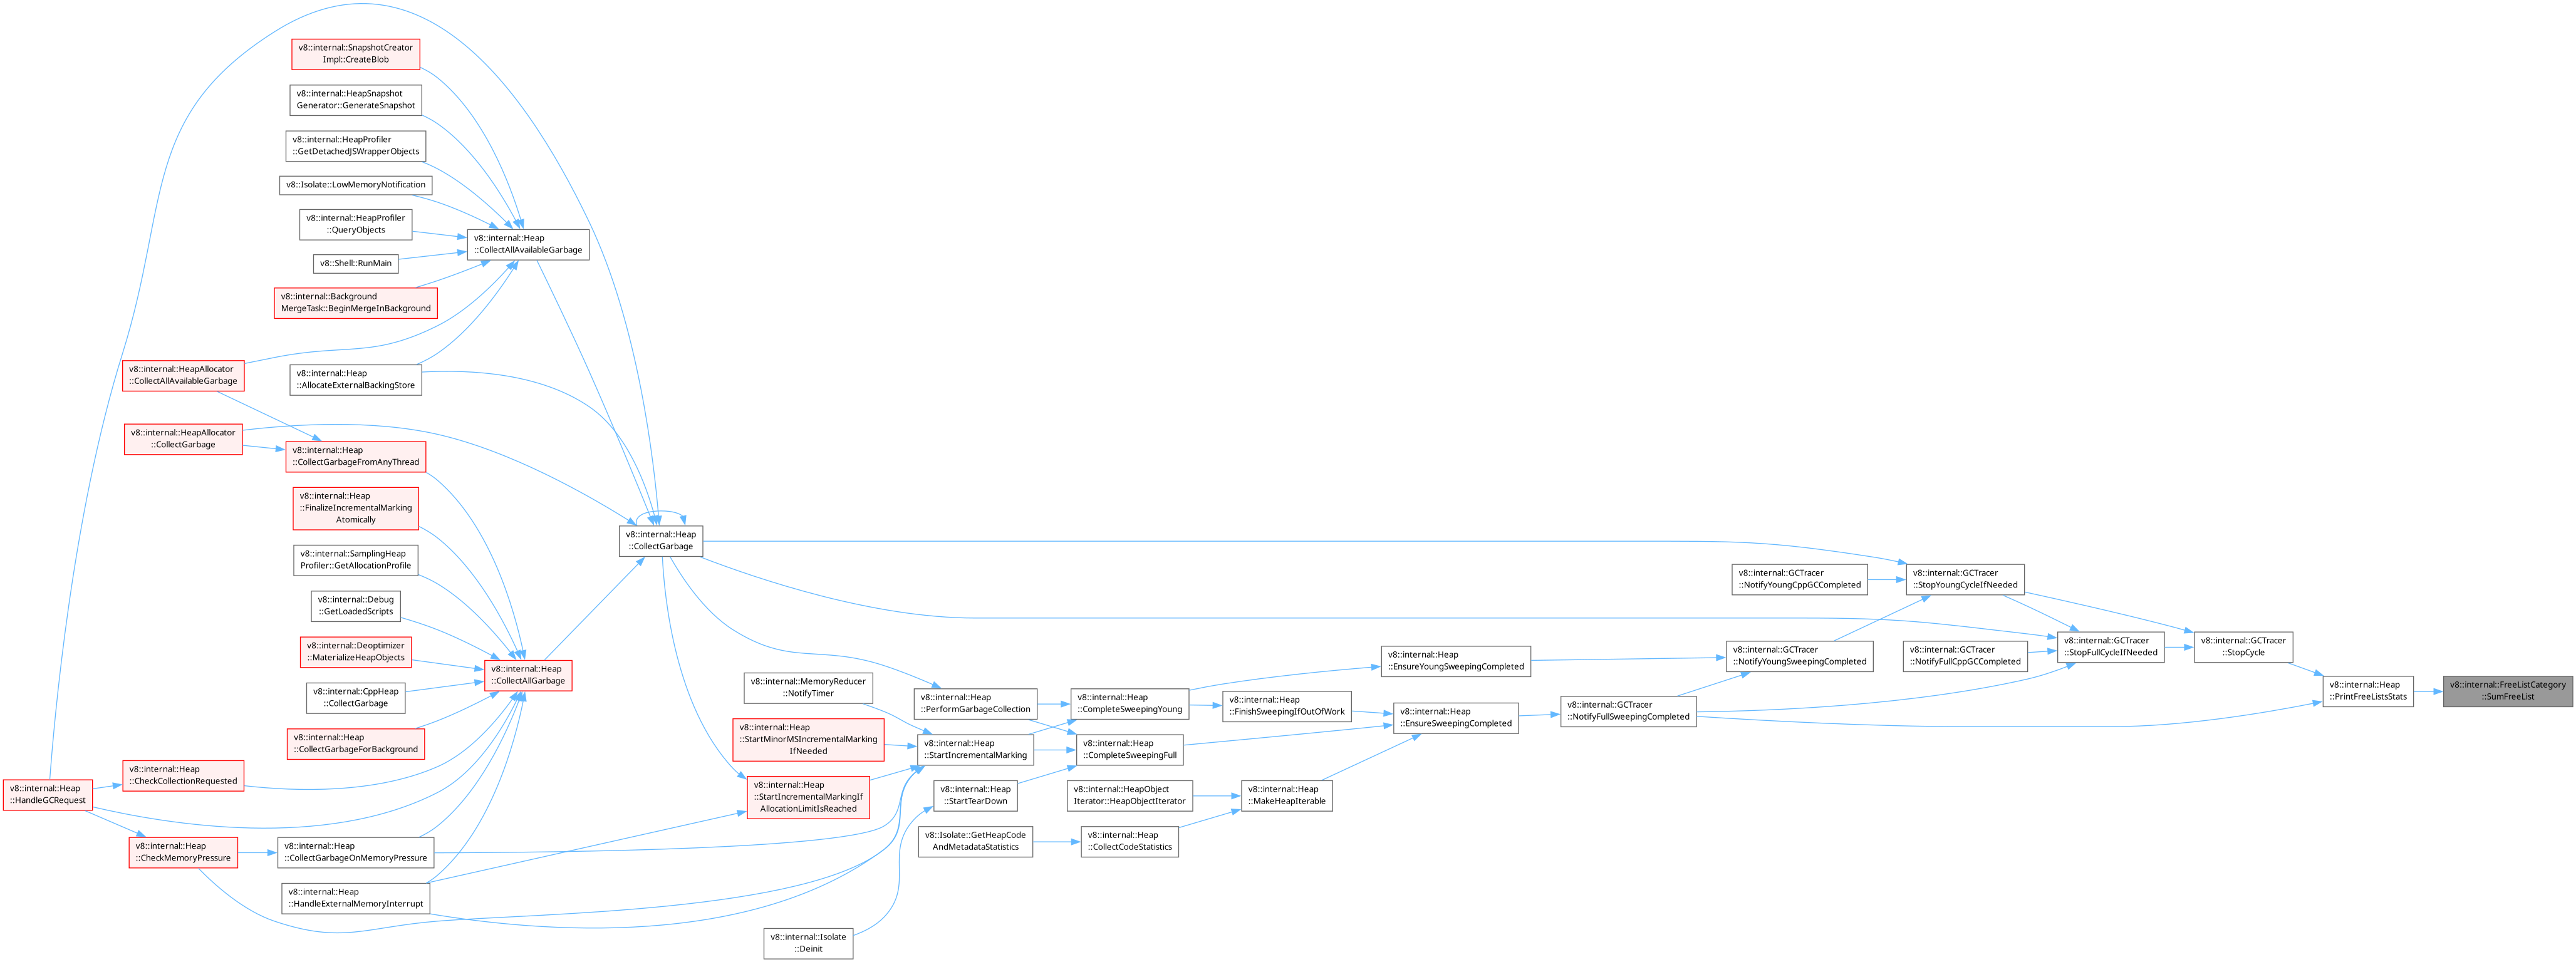 v8::internal::SnapshotCreator
Impl::CreateBlob
v8::internal::HeapSnapshot
Generator::GenerateSnapshot
v8::internal::HeapProfiler
::GetDetachedJSWrapperObjects
v8::Isolate::LowMemoryNotification
v8::internal::HeapProfiler
::QueryObjects
v8::Shell::RunMain
v8::internal::Background
MergeTask::BeginMergeInBackground
v8::internal::Heap
::CollectAllAvailableGarbage
v8::internal::HeapAllocator
::CollectAllAvailableGarbage
v8::internal::Heap
::AllocateExternalBackingStore
v8::internal::HeapAllocator
::CollectGarbage
v8::internal::Heap
::CollectGarbageFromAnyThread
v8::internal::Heap
::FinalizeIncrementalMarking
Atomically
v8::internal::SamplingHeap
Profiler::GetAllocationProfile
v8::internal::Debug
::GetLoadedScripts
v8::internal::Deoptimizer
::MaterializeHeapObjects
v8::internal::CppHeap
::CollectGarbage
v8::internal::Heap
::CollectGarbageForBackground
v8::internal::Heap
::CollectAllGarbage
v8::internal::Heap
::CheckCollectionRequested
v8::internal::Heap
::HandleGCRequest
v8::internal::Heap
::CheckMemoryPressure
v8::internal::Heap
::CollectGarbageOnMemoryPressure
v8::internal::Heap
::HandleExternalMemoryInterrupt
v8::internal::Heap
::CollectGarbage
v8::internal::MemoryReducer
::NotifyTimer
v8::internal::Heap
::StartMinorMSIncrementalMarking
IfNeeded
v8::internal::Heap
::StartIncrementalMarkingIf
AllocationLimitIsReached
v8::internal::Isolate
::Deinit
v8::internal::Heap
::PerformGarbageCollection
v8::internal::Heap
::StartIncrementalMarking
v8::internal::Heap
::StartTearDown
v8::Isolate::GetHeapCode
AndMetadataStatistics
v8::internal::Heap
::CompleteSweepingYoung
v8::internal::Heap
::CompleteSweepingFull
v8::internal::HeapObject
Iterator::HeapObjectIterator
v8::internal::Heap
::CollectCodeStatistics
v8::internal::Heap
::FinishSweepingIfOutOfWork
v8::internal::Heap
::MakeHeapIterable
v8::internal::Heap
::EnsureYoungSweepingCompleted
v8::internal::Heap
::EnsureSweepingCompleted
v8::internal::GCTracer
::NotifyYoungCppGCCompleted
v8::internal::GCTracer
::NotifyYoungSweepingCompleted
v8::internal::GCTracer
::NotifyFullSweepingCompleted
v8::internal::GCTracer
::StopYoungCycleIfNeeded
v8::internal::GCTracer
::NotifyFullCppGCCompleted
v8::internal::GCTracer
::StopFullCycleIfNeeded
v8::internal::GCTracer
::StopCycle
v8::internal::Heap
::PrintFreeListsStats
v8::internal::FreeListCategory
::SumFreeList